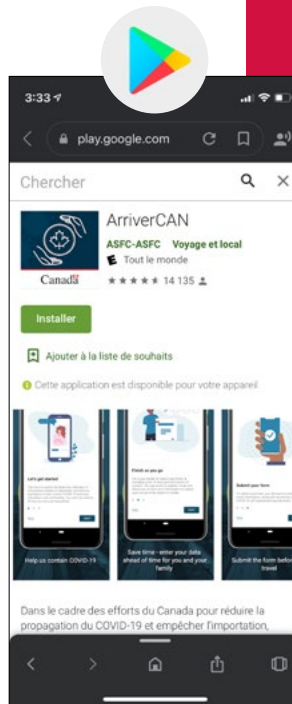 3:33
play.google.com
Chercher
ArriverCAN
ASFC-ASFC Voyage et local
E Tout le monde
Canada
14 135
Installer
Ajouter à la liste de souhaits
Cette application est disponible pour votre appareil
Let's get started
Finish as you go
Submit your form
Help us contain COVID-19
Save time - enter your data
ahead of time for you and your
family
Submit the form before
travel
Dans le cadre des efforts du Canada pour réduire la
propagation du COVID-19 et empêcher l'importation,